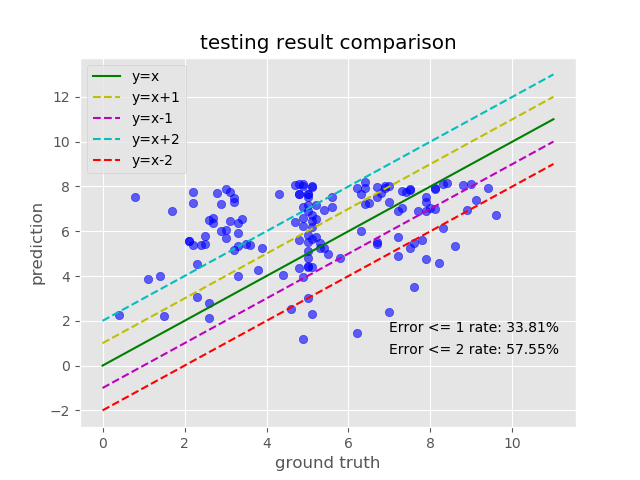 testing result comparison
y=x
y=x+1
y=x-1
y=x+2
y=x-2
12
10
8
6
4
2
0
−2
prediction
Error <= 1 rate: 33.81%
Error <= 2 rate: 57.55%
0 2 4 6 8 10
ground truth